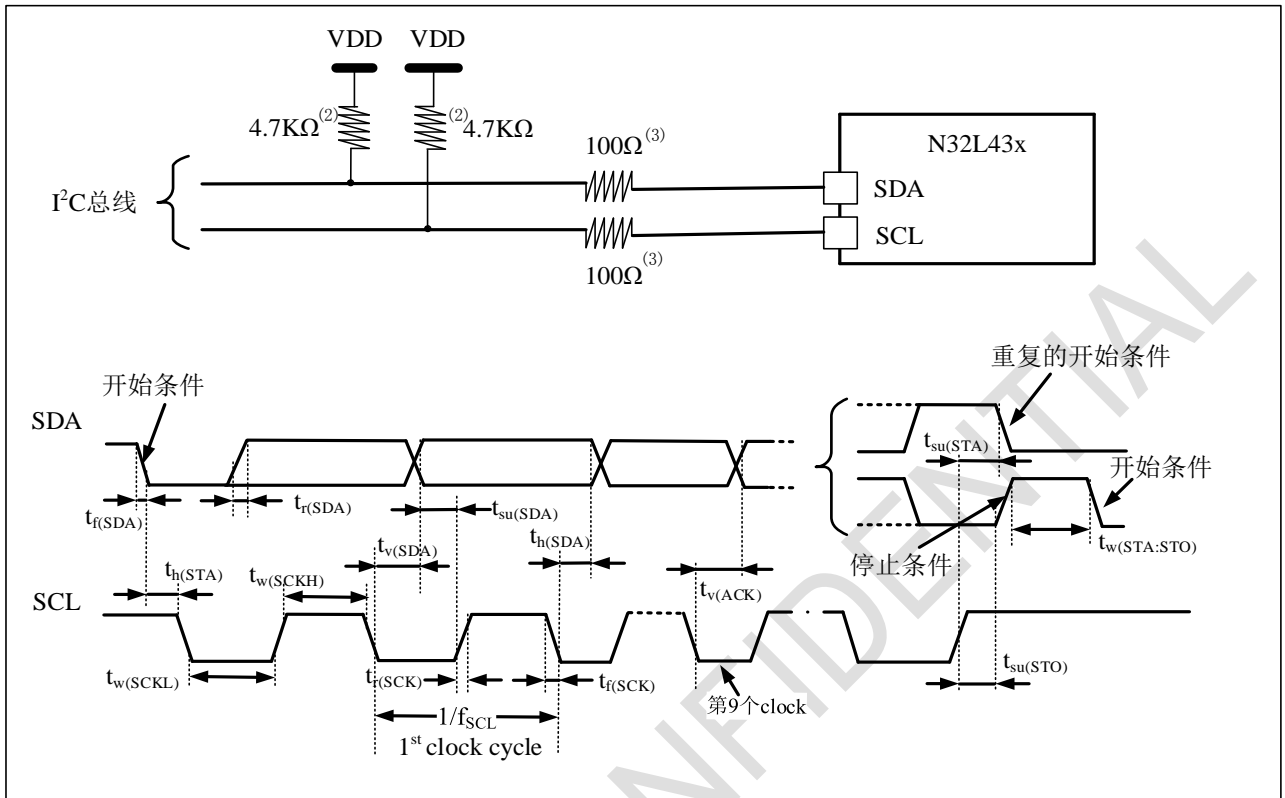 VDD VDD
4.7KΩ(2) (2)4.7KΩ
100Ω(3)
N32L43x
I²C总线
SDA
SCL
100Ω(3)
开始条件
重复的开始条件
SDA
tsu(STA)
开始条件
tf(SDA)
tr(SDA)
tsu(SDA)
tv(SDA)
th(SDA)
停止条件
tw(STA:STO)
th(STA)
tw(SCKH)
tv(ACK)
SCL
tw(SCKL)
tr(SCK)
tf(SCK)
tsu(STO)
第9个clock
1/fSCL
1st clock cycle
NFIDENTIAL